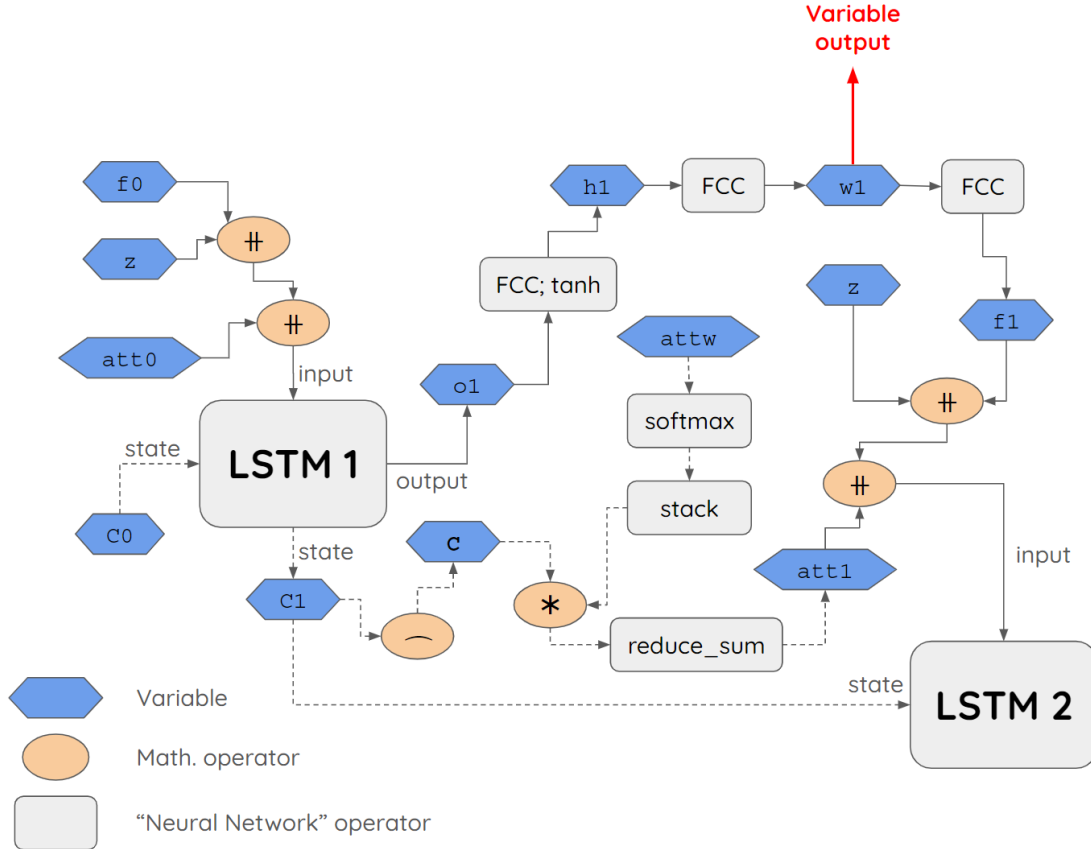 Variable
output
f0
h1
FCC
w1
FCC
z
⧺
z
FCC; tanh
f1
⧺
attw
att0
input
o1
⧺
softmax
state
LSTM 1
output
⧺
stack
C0
state
c
input
att1
C1
*
⌢
reduce_sum
state
LSTM 2
Variable
Math. operator
“Neural Network” operator